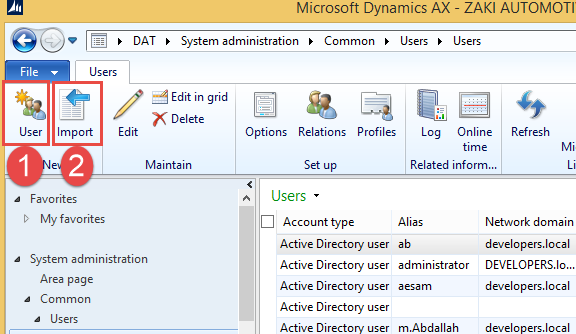 Microsoft Dynamics AX - ZAKI AUTOMOTIV
DAT System administration Common Users Users
File Users
User Import Edit Edit in grid Delete Options Relations Profiles Log Online time Refresh
1 2
New Maintain Set up Related inform... Li
Favorites
My favorites
System administration
Area page
Common
Users
Users
Account type Alias Network domain
Active Directory user ab developers.local
Active Directory user administrator DEVELOPERS.lo...
Active Directory user aesam developers.local
Active Directory user
Active Directory user m.Abdallah developers.local